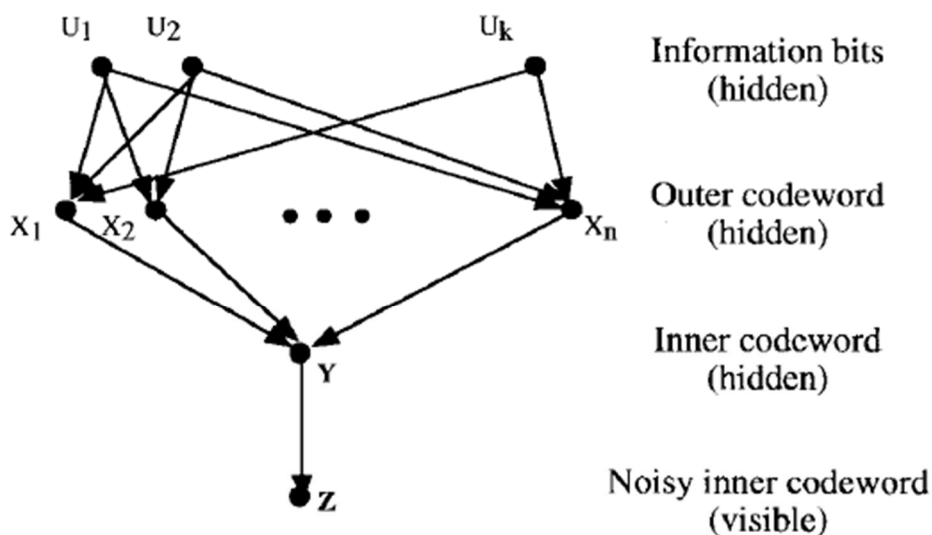 U1 U2 Uk
Information bits
(hidden)
Outer codeword
(hidden)
X1 X2 Xn
Inner codeword
(hidden)
Y
Noisy inner codeword
Z
(visible)